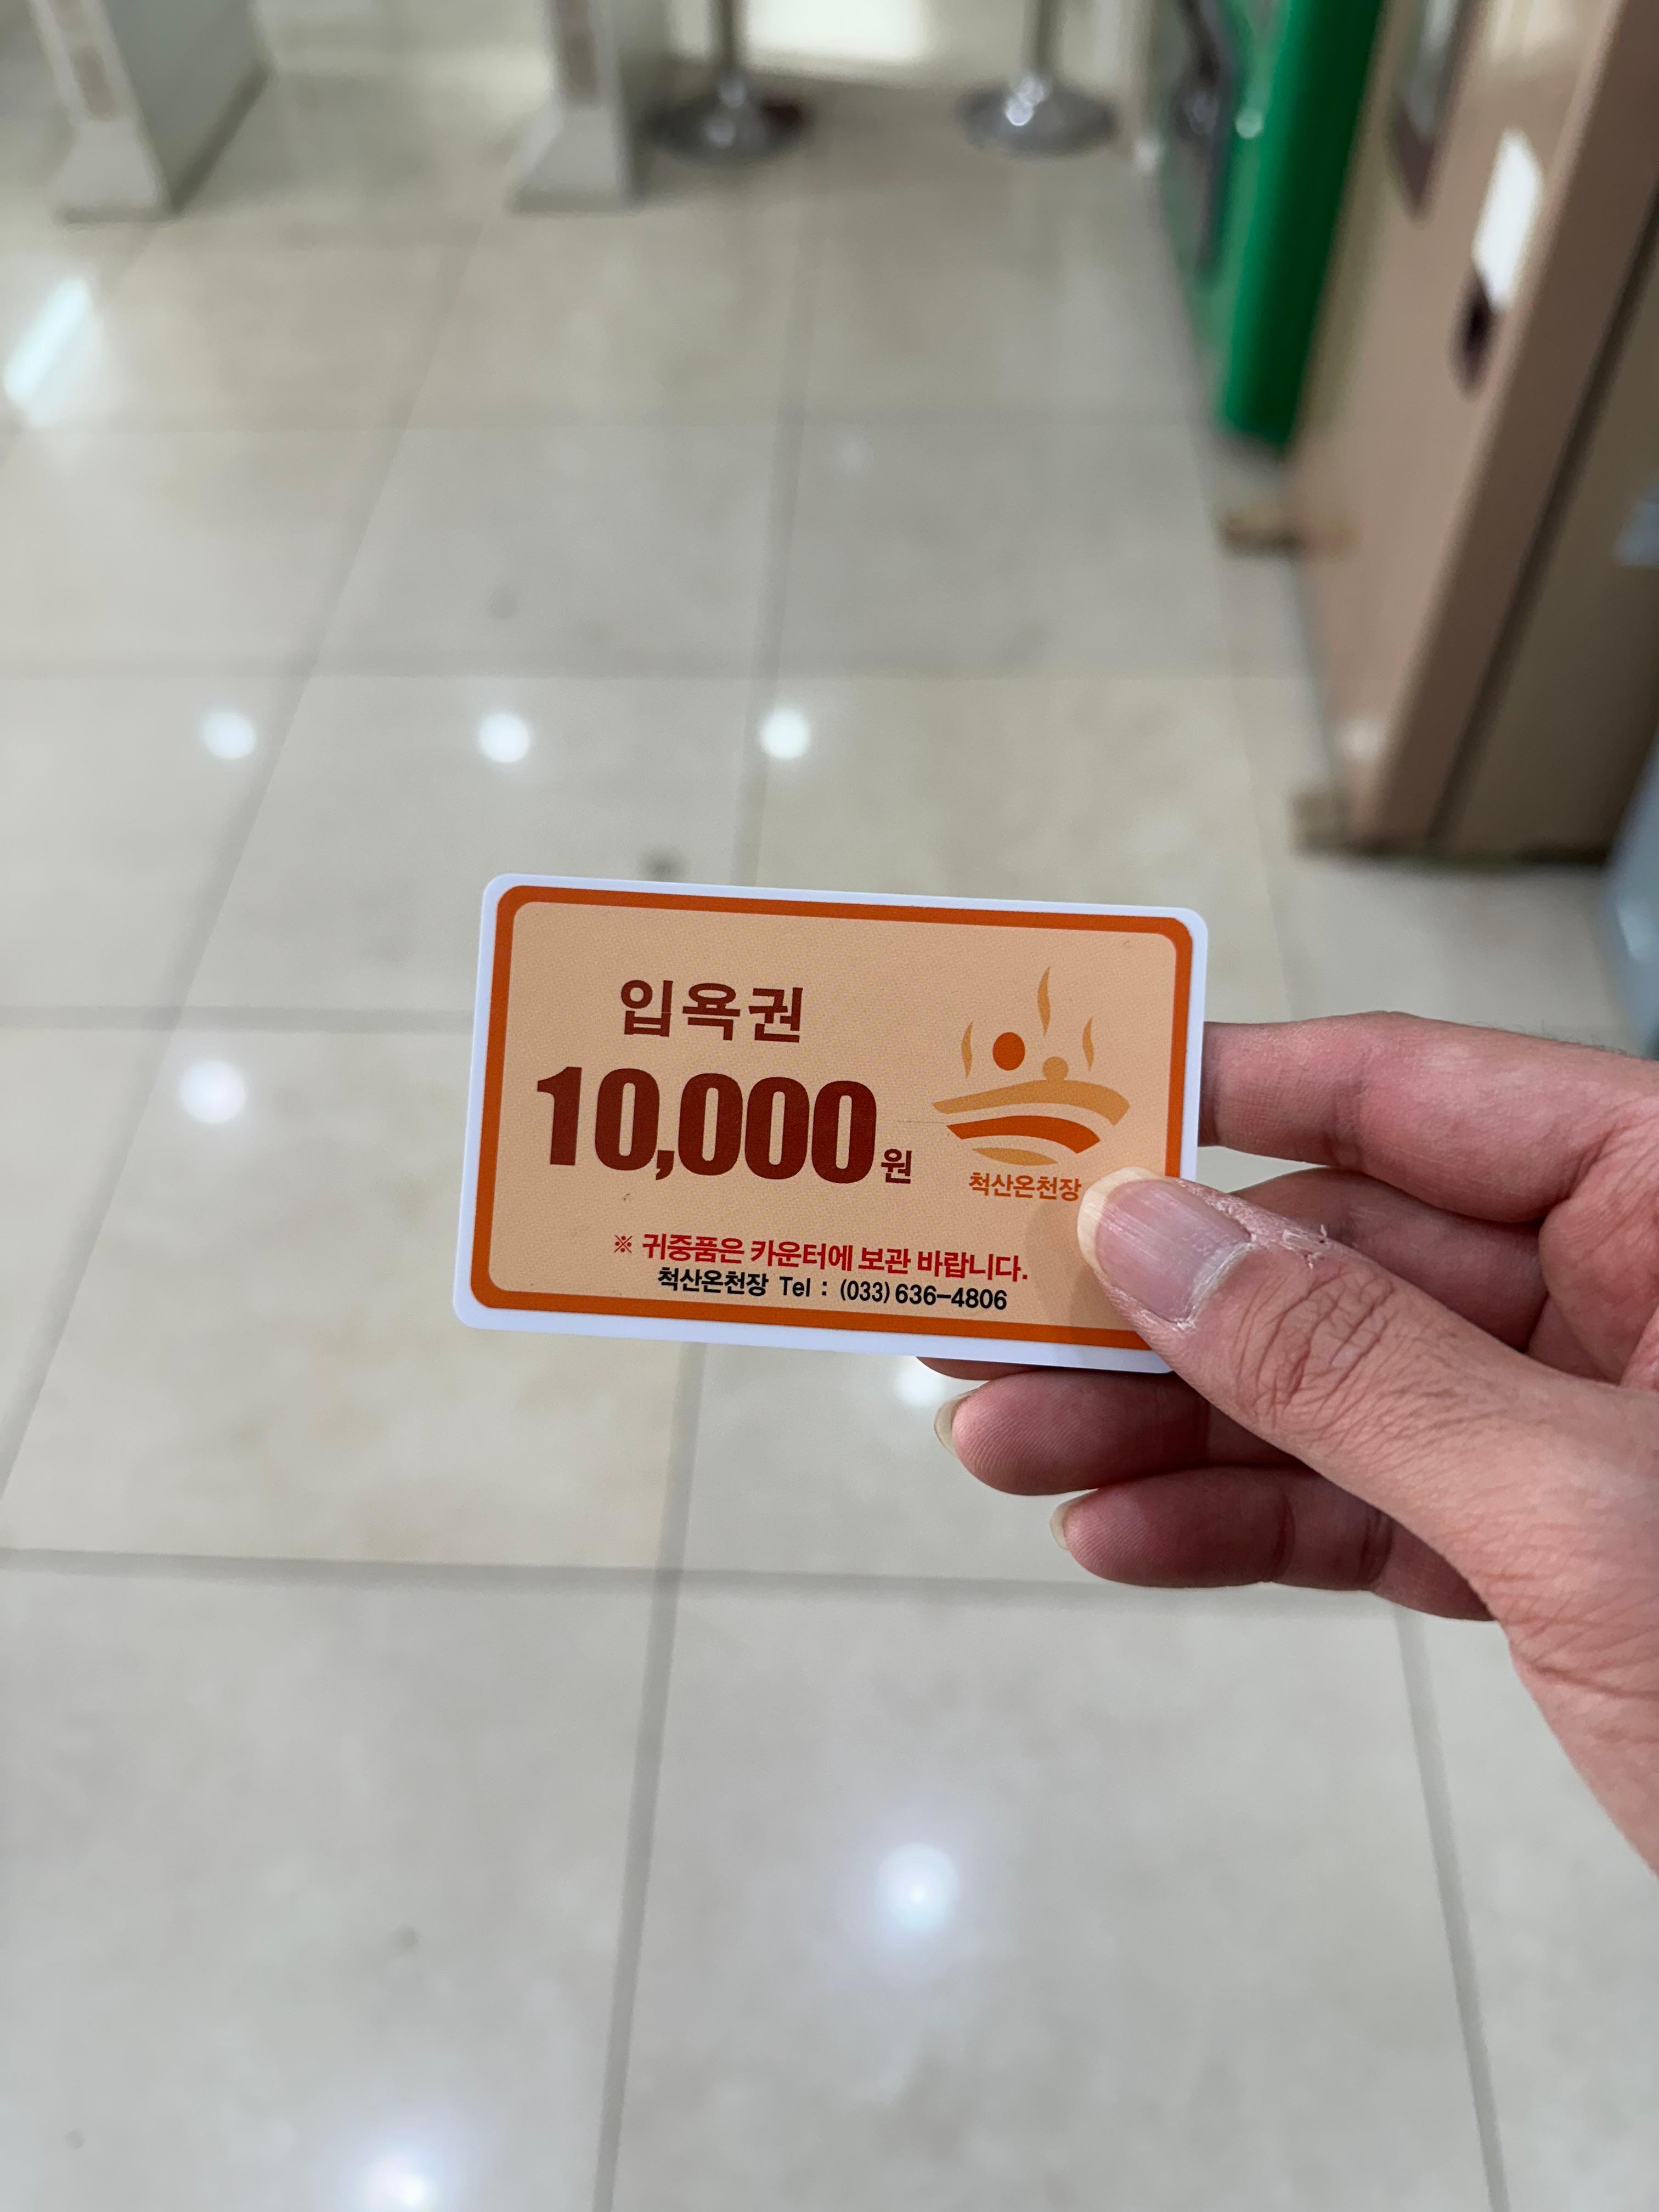 입욕권
10,000원
척산온천장
※ 귀중품은 카운터에 보관 바랍니다.
척산온천장 Tel : (033) 636-4806